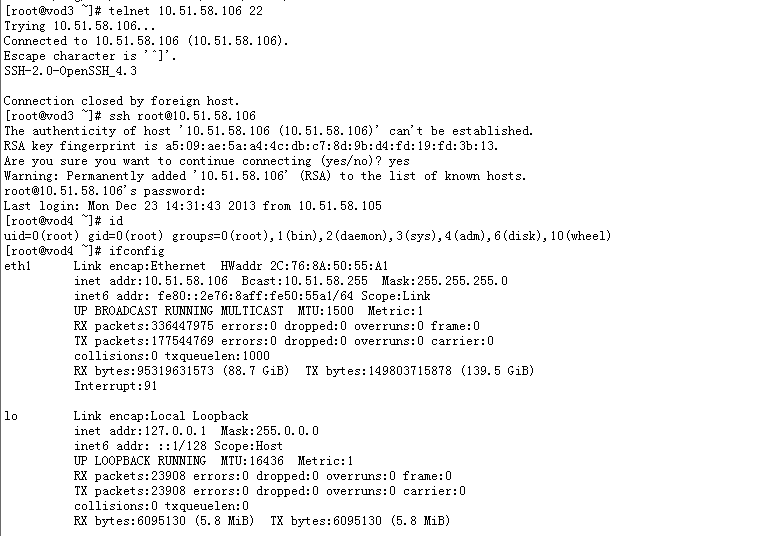 [root@vod3 ~]# telnet 10.51.58.106 22
Trying 10.51.58.106...
Connected to 10.51.58.106 (10.51.58.106).
Escape character is '^]'.
SSH-2.0-OpenSSH_4.3
Connection closed by foreign host.
[root@vod3 ~]# ssh root@10.51.58.106
The authenticity of host '10.51.58.106 (10.51.58.106)' can't be established.
RSA key fingerprint is a5:09:ae:5a:a4:4c:db:c7:8d:9b:d4:fd:19:fd:3b:13.
Are you sure you want to continue connecting (yes/no)? yes
Warning: Permanently added '10.51.58.106' (RSA) to the list of known hosts.
root@10.51.58.106's password:
Last login: Mon Dec 23 14:31:43 2013 from 10.51.58.105
[root@vod4 ~]# id
uid=0(root) gid=0(root) groups=0(root),1(bin),2(daemon),3(sys),4(adm),6(disk),10(wheel)
[root@vod4 ~]# ifconfig
eth1      Link encap:Ethernet  HWaddr 2C:76:8A:50:55:A1
          inet addr:10.51.58.106  Bcast:10.51.58.255  Mask:255.255.255.0
          inet6 addr: fe80::2e76:8aff:fe50:55a1/64 Scope:Link
          UP BROADCAST RUNNING MULTICAST  MTU:1500  Metric:1
          RX packets:336447975 errors:0 dropped:0 overruns:0 frame:0
          TX packets:177544769 errors:0 dropped:0 overruns:0 carrier:0
          collisions:0 txqueuelen:1000
          RX bytes:95319631573 (88.7 GiB)  TX bytes:149803715878 (139.5 GiB)
          Interrupt:91
lo        Link encap:Local Loopback
          inet addr:127.0.0.1  Mask:255.0.0.0
          inet6 addr: ::1/128 Scope:Host
          UP LOOPBACK RUNNING  MTU:16436  Metric:1
          RX packets:23908 errors:0 dropped:0 overruns:0 frame:0
          TX packets:23908 errors:0 dropped:0 overruns:0 carrier:0
          collisions:0 txqueuelen:0
          RX bytes:6095130 (5.8 MiB)  TX bytes:6095130 (5.8 MiB)